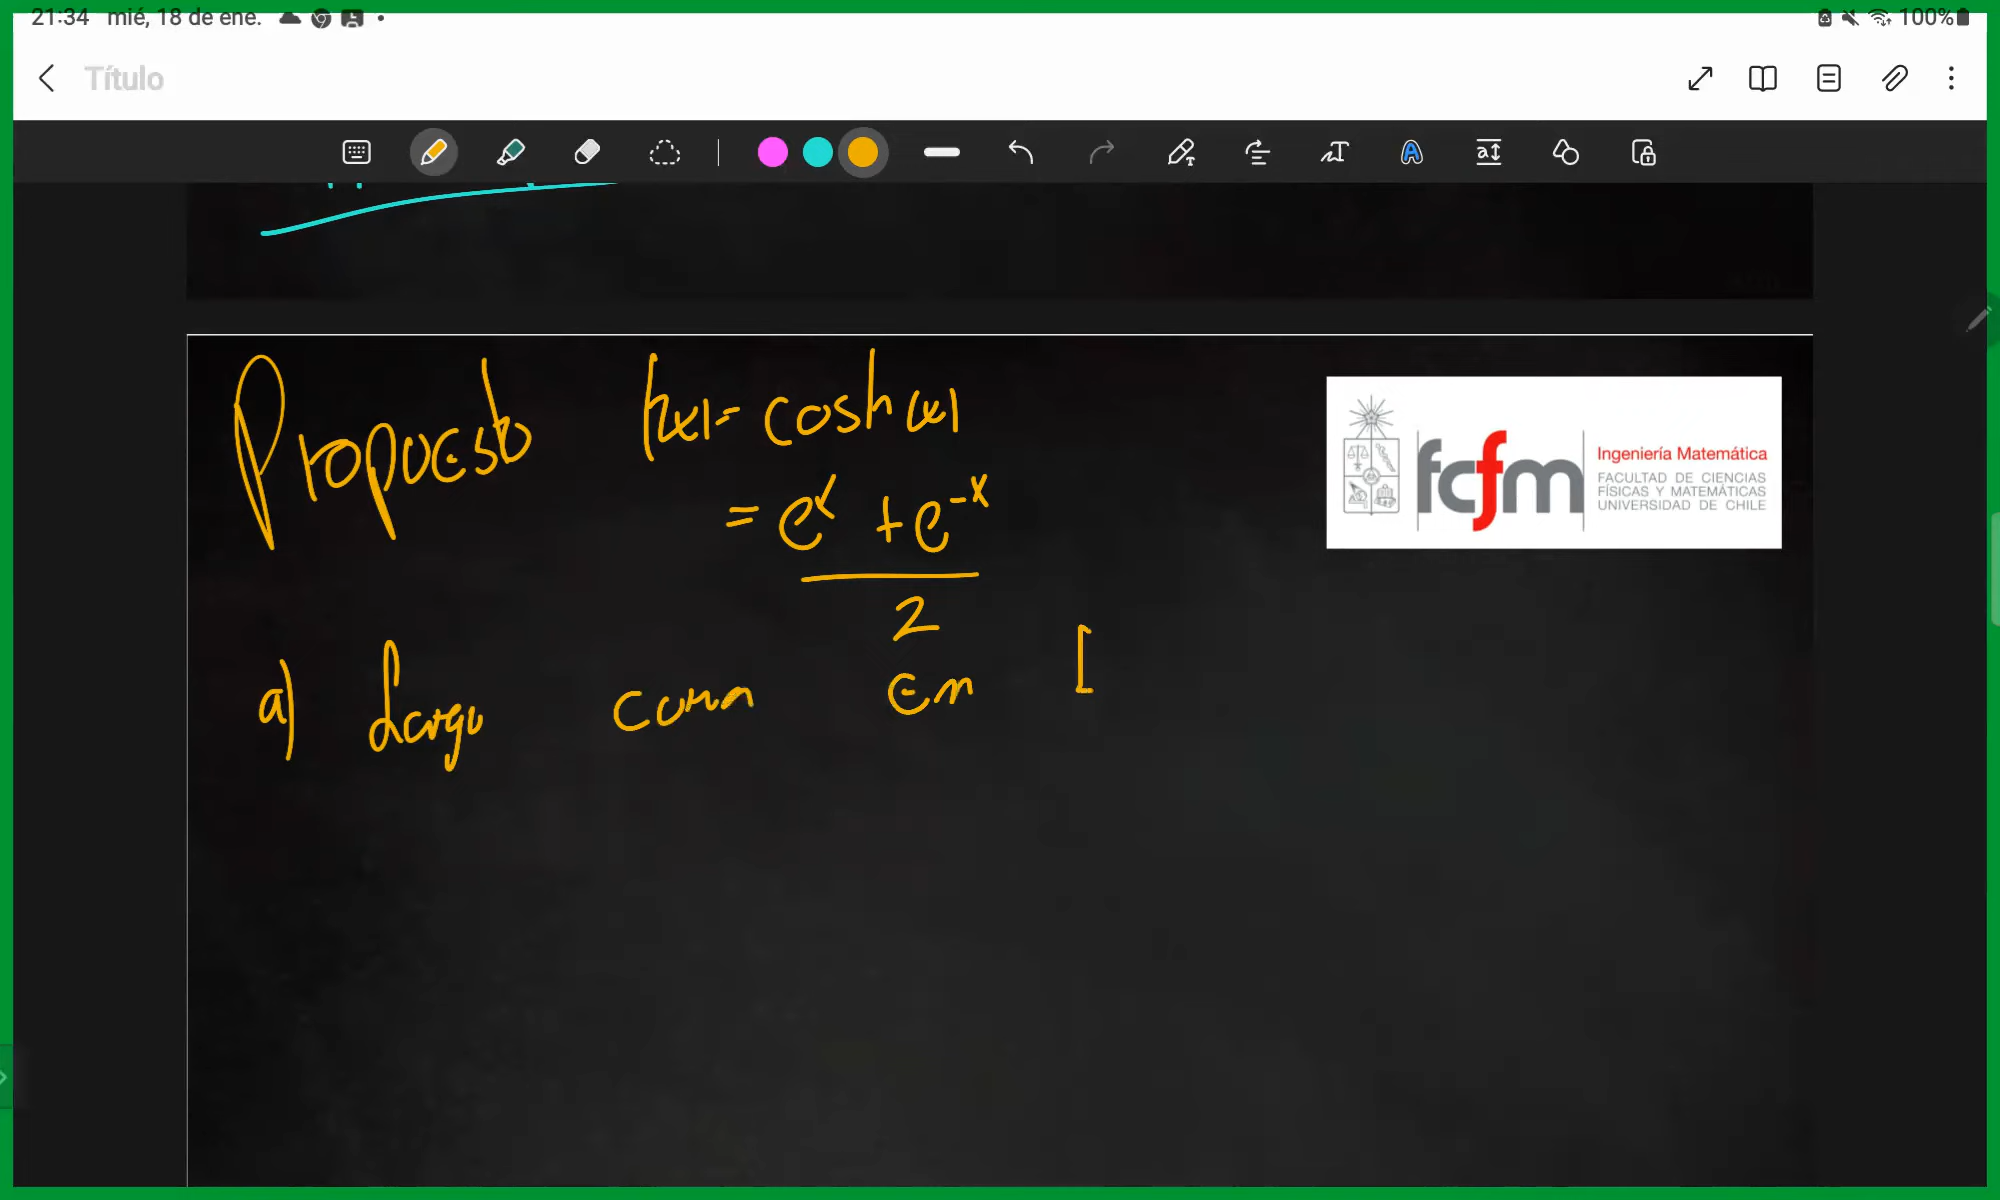 21:34 mié, 18 de ene.
100%
Título
Propuesto f(x) = cosh(x)
= e^x + e^-x
2
a) Largo curva en [
fcfm
Ingeniería Matemática
FACULTAD DE CIENCIAS
FÍSICAS Y MATEMÁTICAS
UNIVERSIDAD DE CHILE